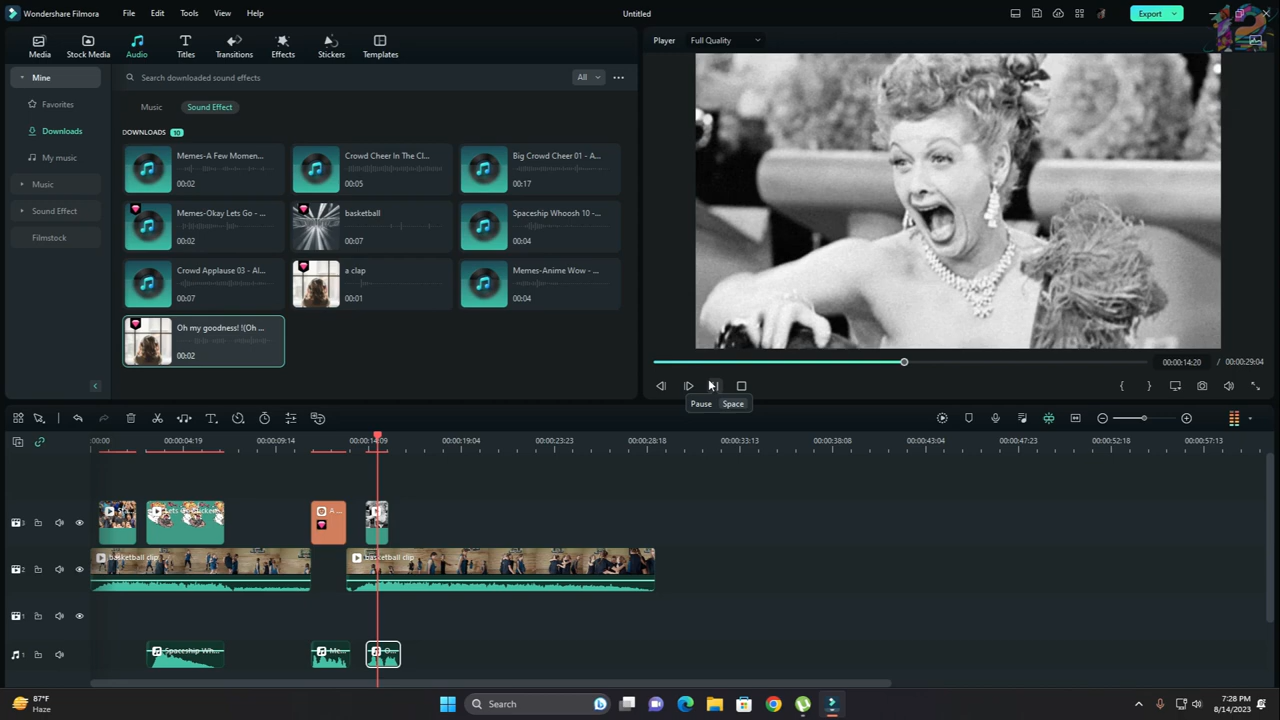 Wondershare Filmora File Edit Tools View Help Untitled Export
Media Stock Media Audio Titles Transitions Effects Stickers Templates
Player Full Quality
Mine
Favorites
Downloads
My music
Music
Sound Effect
Filmstock
Search downloaded sound effects All
Music Sound Effect
DOWNLOADS 10
Memes-A Few Momen... Crowd Cheer In The Cl... Big Crowd Cheer 01 - A...
00:02 00:05 00:17
Memes-Okay Lets Go - ... basketball Spaceship Whoosh 10-...
00:02 00:07 00:04
Crowd Applause 03 - Al... a clap Memes-Anime Wow - ...
00:07 00:01 00:04
Oh my goodness! !(Oh ...
00:02
00:00:14:20 / 00:00:29:04
Pause Space
:00:00 00:00:04:19 00:00:09:14 00:00:14:09 00:00:19:04 00:00:23:23 00:00:28:18 00:00:33:13 00:00:38:08 00:00:43:04 00:00:47:23 00:00:52:18 00:00:57:13
3
basketball clip basketball clip
2
1
Spaceship Wh... Me... O...
1
87°F
Haze
Search
7:28 PM
8/14/2023